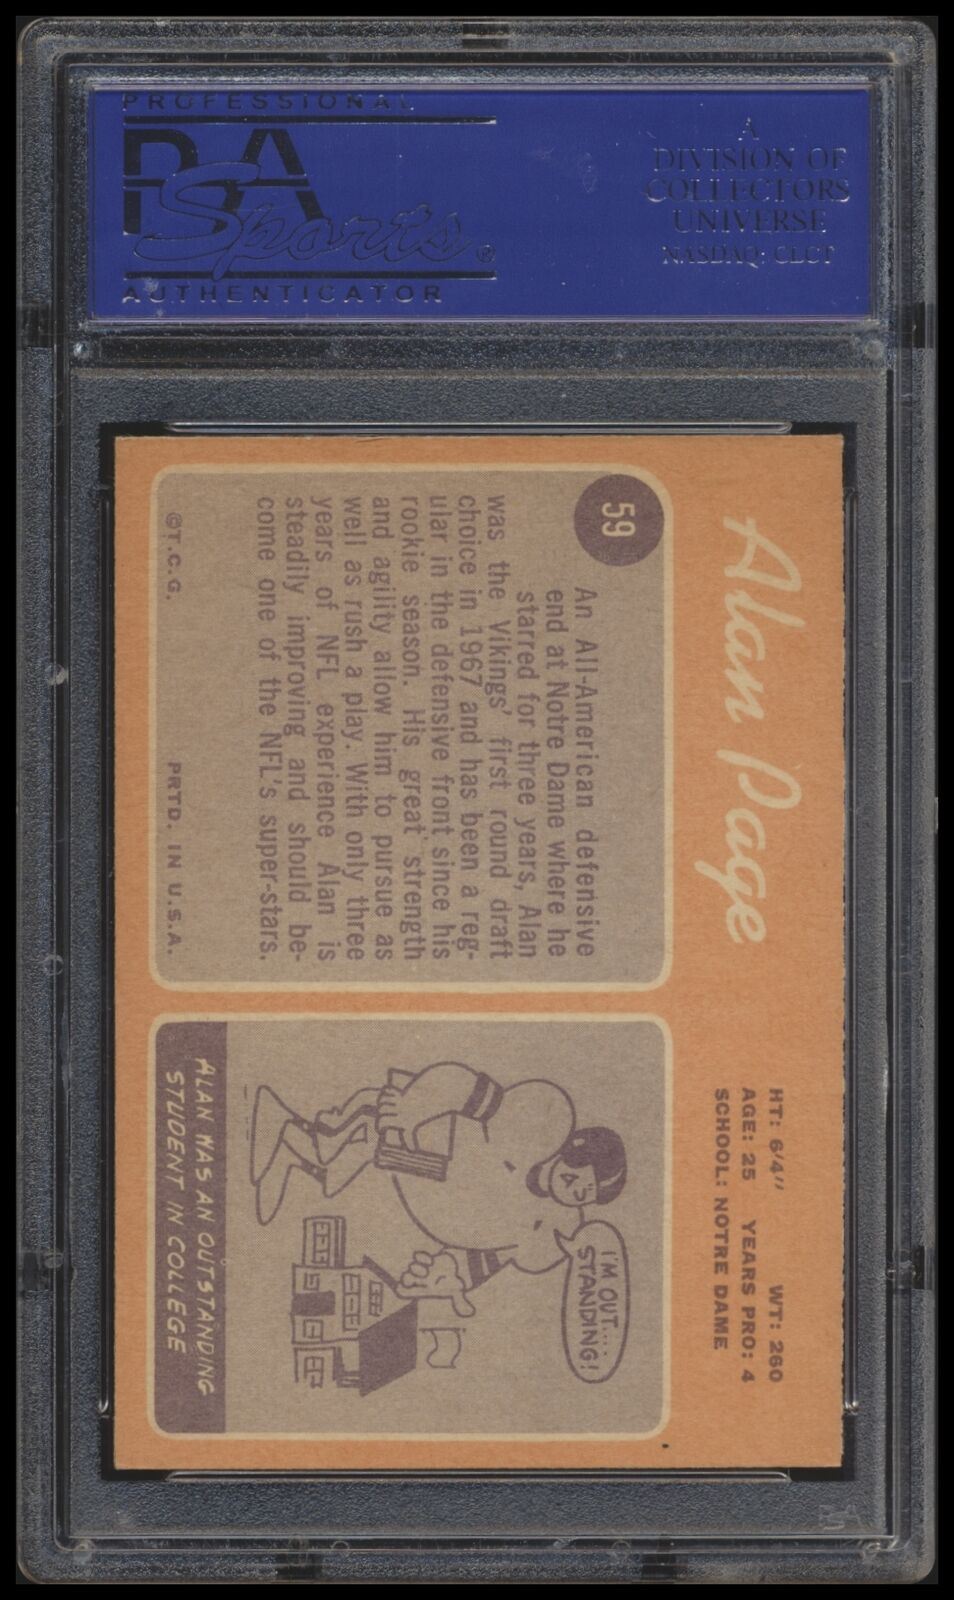 PROFESSIONAL
PSA
Sports®
AUTHENTICATOR
A
DIVISION OF
COLLECTORS
UNIVERSE
NASDAQ: CLCT
Alan Page
HT: 6'4" WT: 260
AGE: 25 YEARS PRO: 4
SCHOOL: NOTRE DAME
59
An All-American defensive
end at Notre Dame where he
starred for three years, Alan
was the Vikings' first round draft
choice in 1967 and has been a reg-
ular in the defensive front since his
rookie season. His great strength
and agility allow him to pursue as
well as rush a play. With only three
years of NFL experience Alan is
steadily improving and should be-
come one of the NFL's super-stars.
©T.C.G. PRTD. IN U.S.A.
I'M OUT....
STANDING!
ALAN WAS AN OUTSTANDING
STUDENT IN COLLEGE
PSA